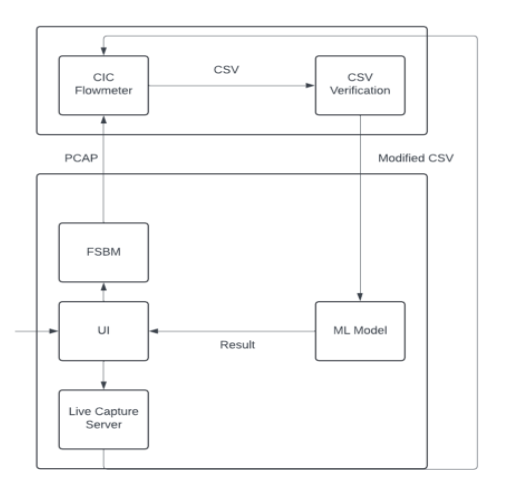 CIC
Flowmeter
CSV
CSV
Verification
PCAP
Modified CSV
FSBM
UI
Result
ML Model
Live Capture
Server